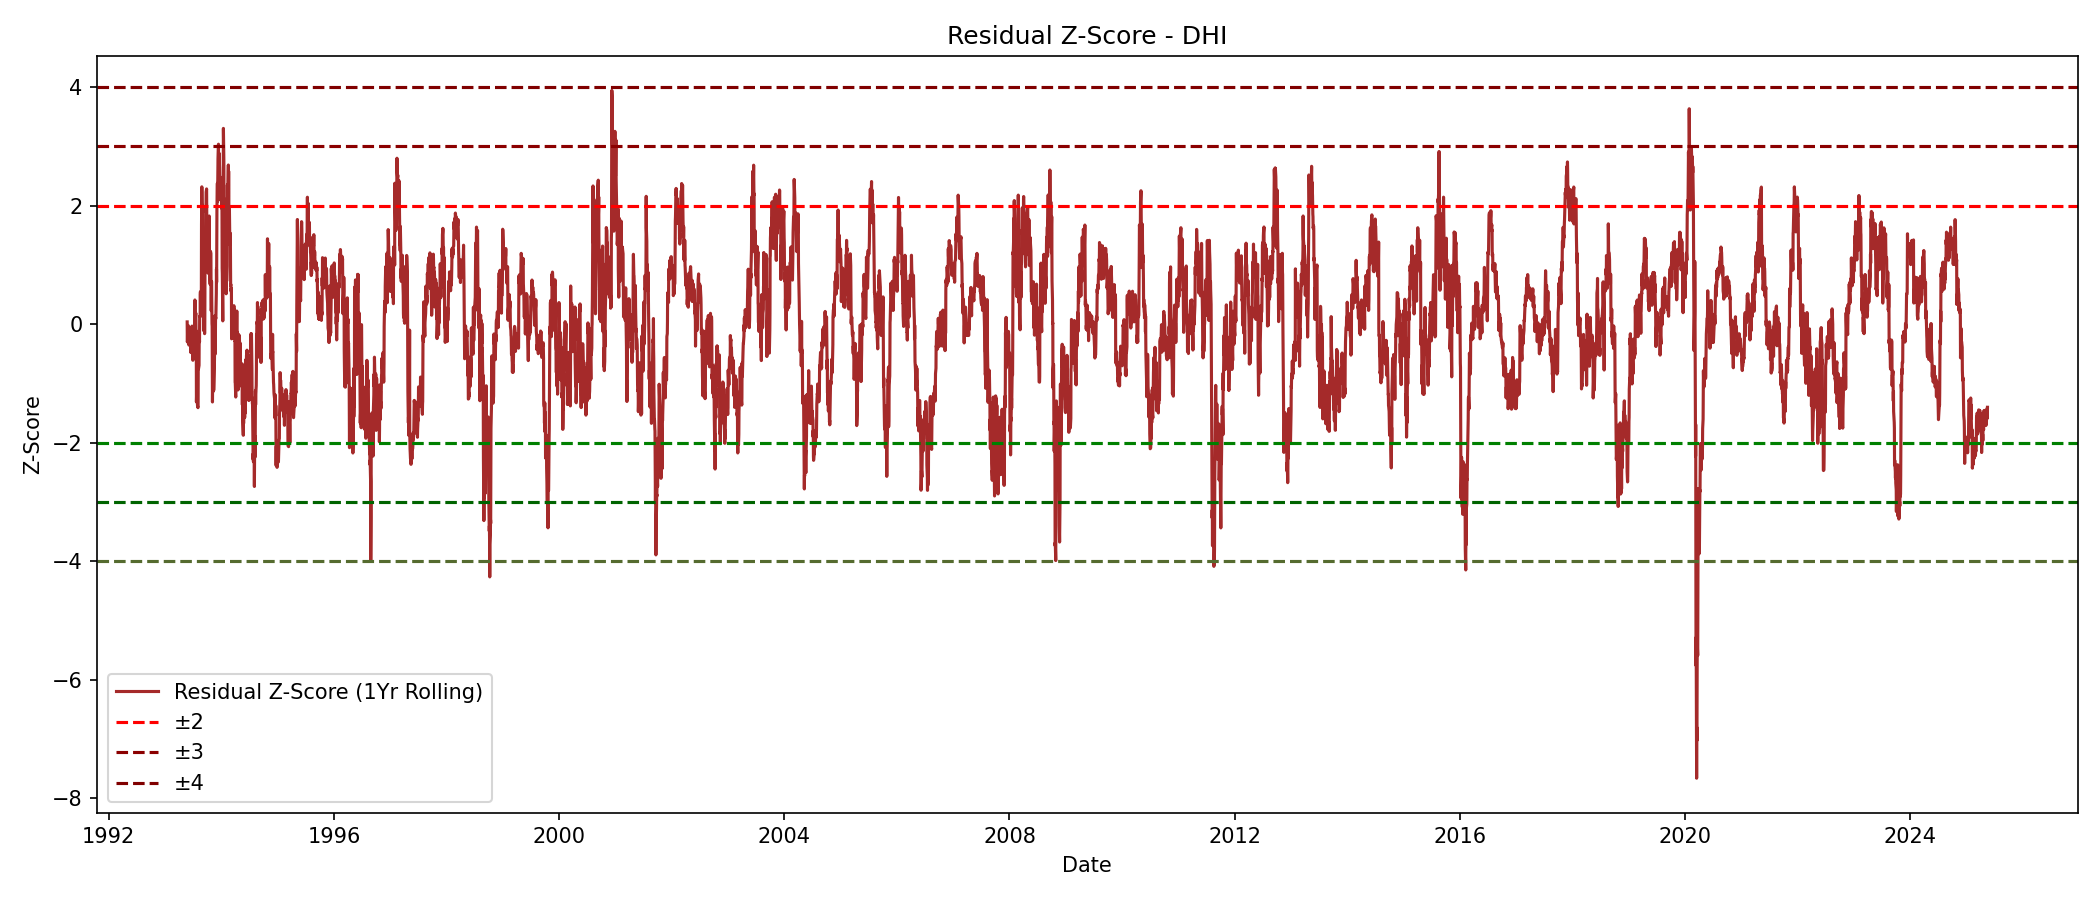 Residual Z-Score - DHI
4
3
2
0
−2
−4
−6
−8
Z-Score
Residual Z-Score (1Yr Rolling)
±2
±3
±4
1992 1996 2000 2004 2008 2012 2016 2020 2024
Date